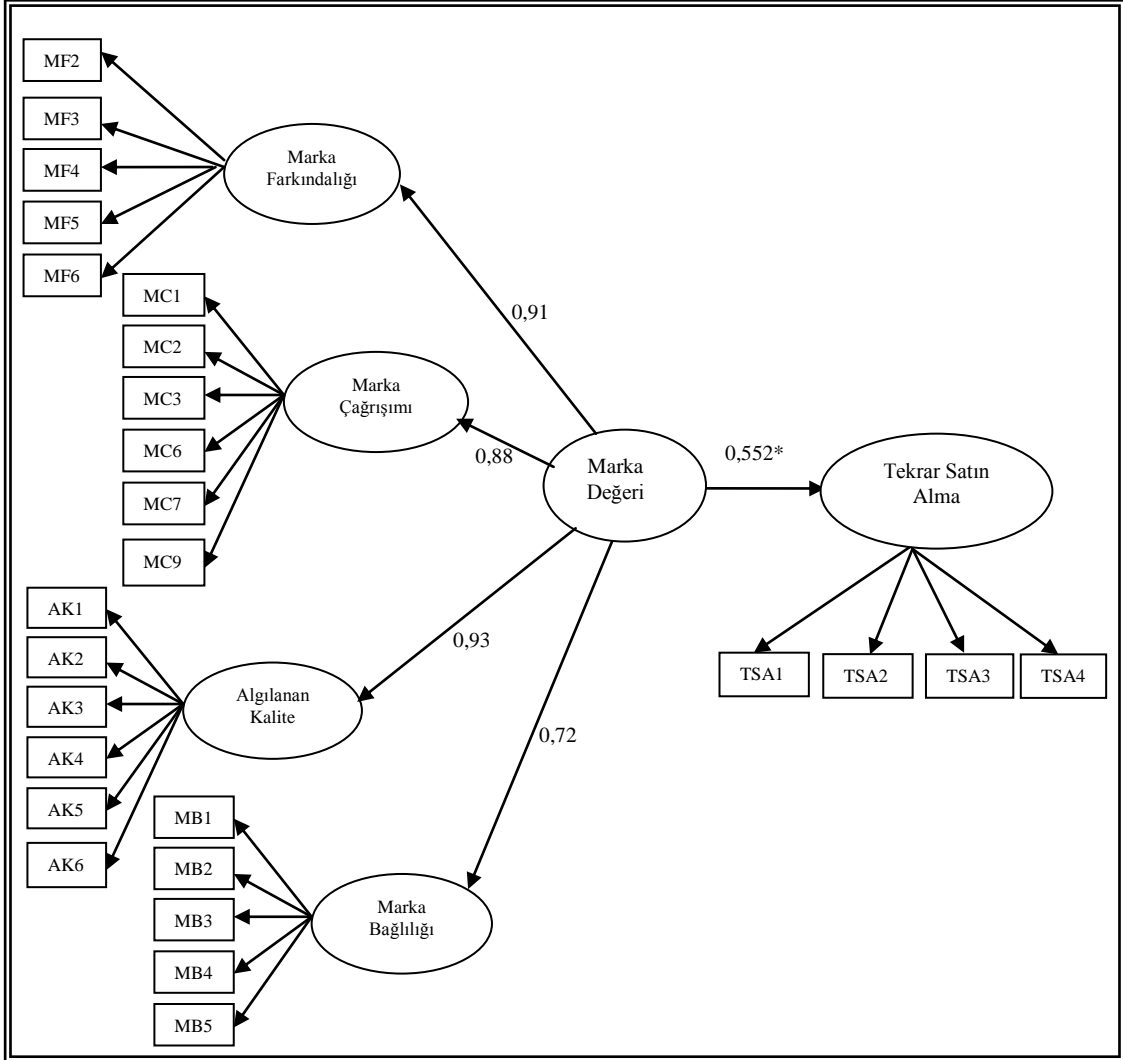 MF2
MF3
MF4
MF5
MF6
Marka
Farkındalığı
0,91
MC1
MC2
MC3
MC6
MC7
MC9
Marka
Çağrışımı
0,88
Marka
Değeri
0,552*
Tekrar Satın
Alma
TSA1
TSA2
TSA3
TSA4
AK1
AK2
AK3
AK4
AK5
AK6
Algılanan
Kalite
0,93
0,72
MB1
MB2
MB3
MB4
MB5
Marka
Bağlılığı